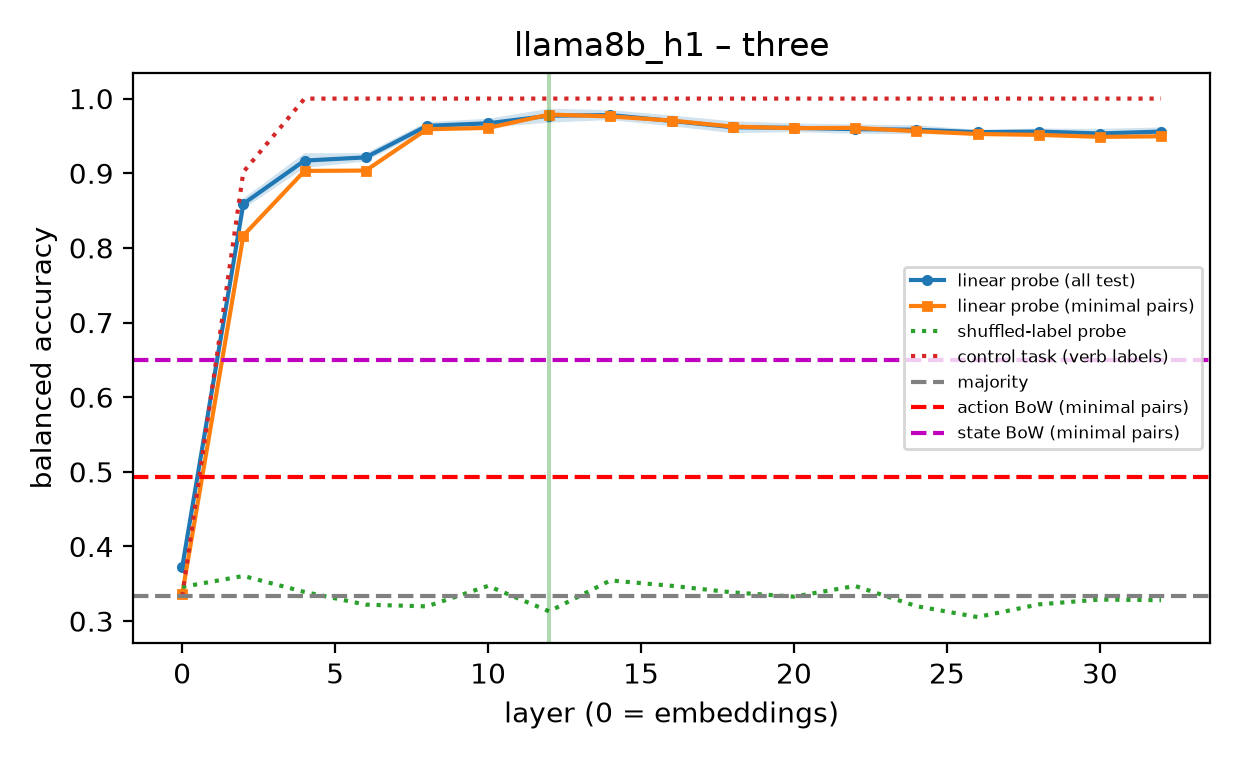 llama8b_h1 – three
balanced accuracy
1.0
0.9
0.8
0.7
0.6
0.5
0.4
0.3
linear probe (all test)
linear probe (minimal pairs)
shuffled-label probe
control task (verb labels)
majority
action BoW (minimal pairs)
state BoW (minimal pairs)
0 5 10 15 20 25 30
layer (0 = embeddings)